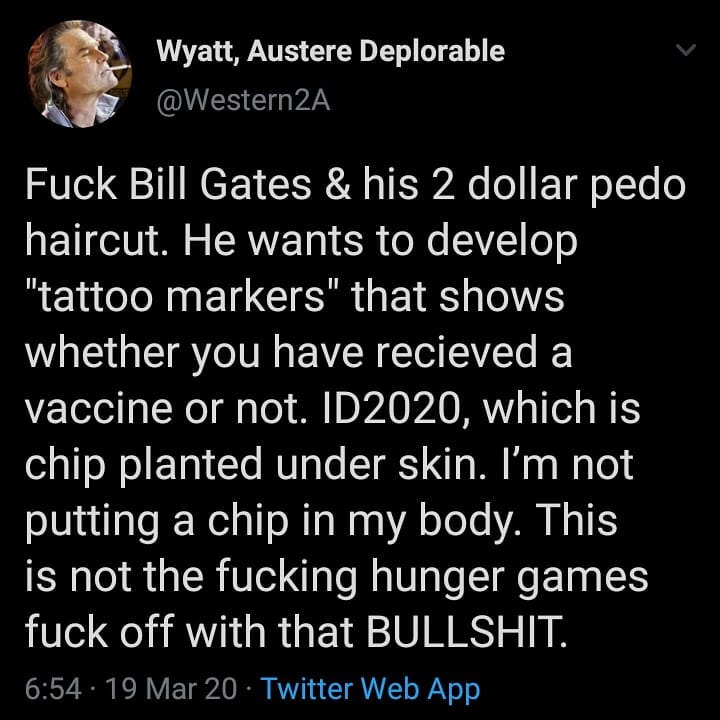 Wyatt, Austere Deplorable
@Western2A
Fuck Bill Gates & his 2 dollar pedo
haircut. He wants to develop
"tattoo markers" that shows
whether you have recieved a
vaccine or not. ID2020, which is
chip planted under skin. I’m not
putting a chip in my body. This
is not the fucking hunger games
fuck off with that BULLSHIT.
6:54 · 19 Mar 20 · Twitter Web App